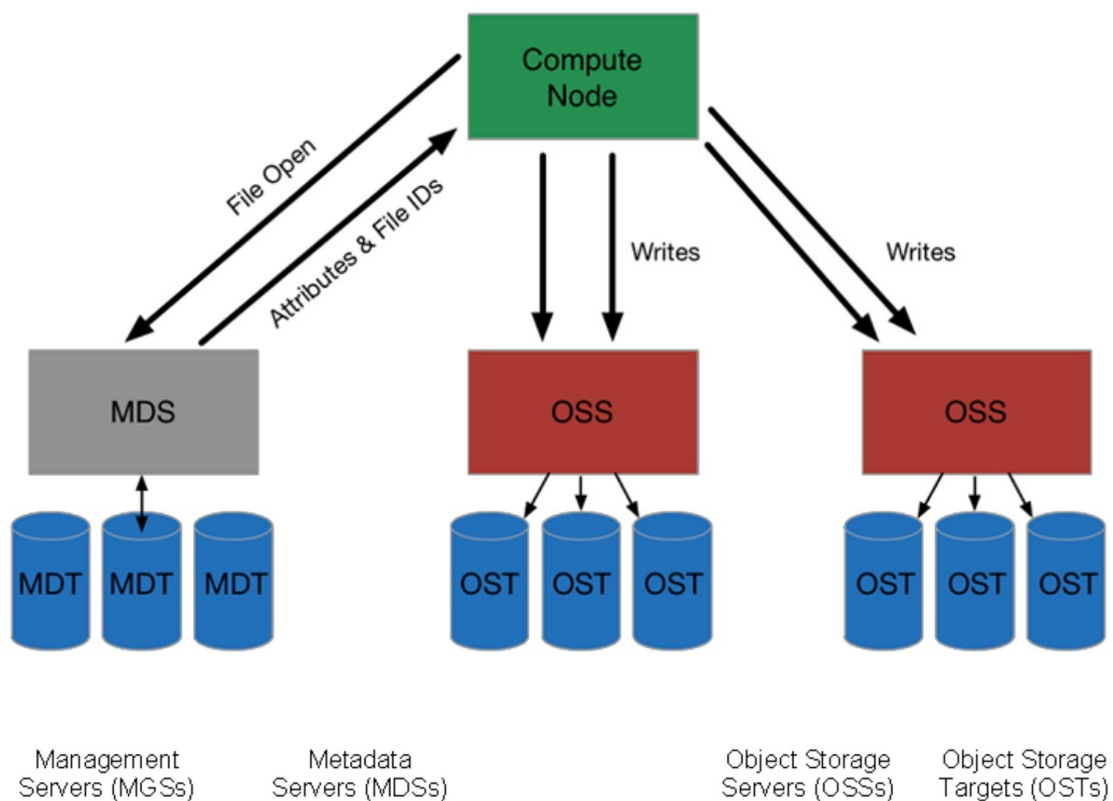 Compute
Node
File Open
Attributes & File IDs
Writes
Writes
MDS
OSS
OSS
MDT
MDT
MDT
OST
OST
OST
OST
OST
OST
Management
Servers (MGSs)
Metadata
Servers (MDSs)
Object Storage
Servers (OSSs)
Object Storage
Targets (OSTs)